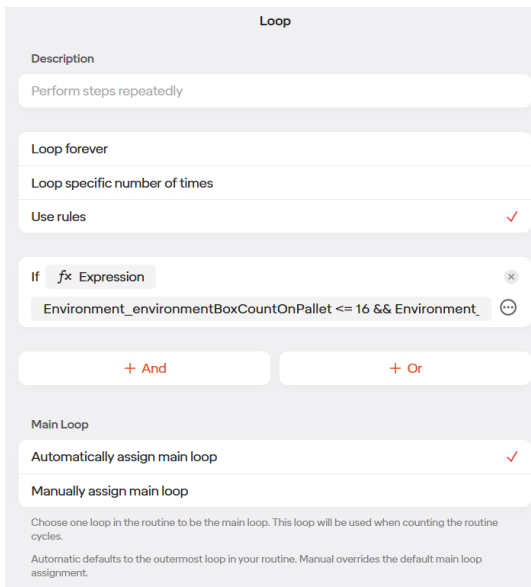 Loop
Description
Perform steps repeatedly
Loop forever
Loop specific number of times
Use rules
If fx Expression
Environment_environmentBoxCountOnPallet <= 16 && Environment_
+ And
+ Or
Main Loop
Automatically assign main loop
Manually assign main loop
Choose one loop in the routine to be the main loop. This loop will be used when counting the routine
cycles.
Automatic defaults to the outermost loop in your routine. Manual overrides the default main loop
assignment.